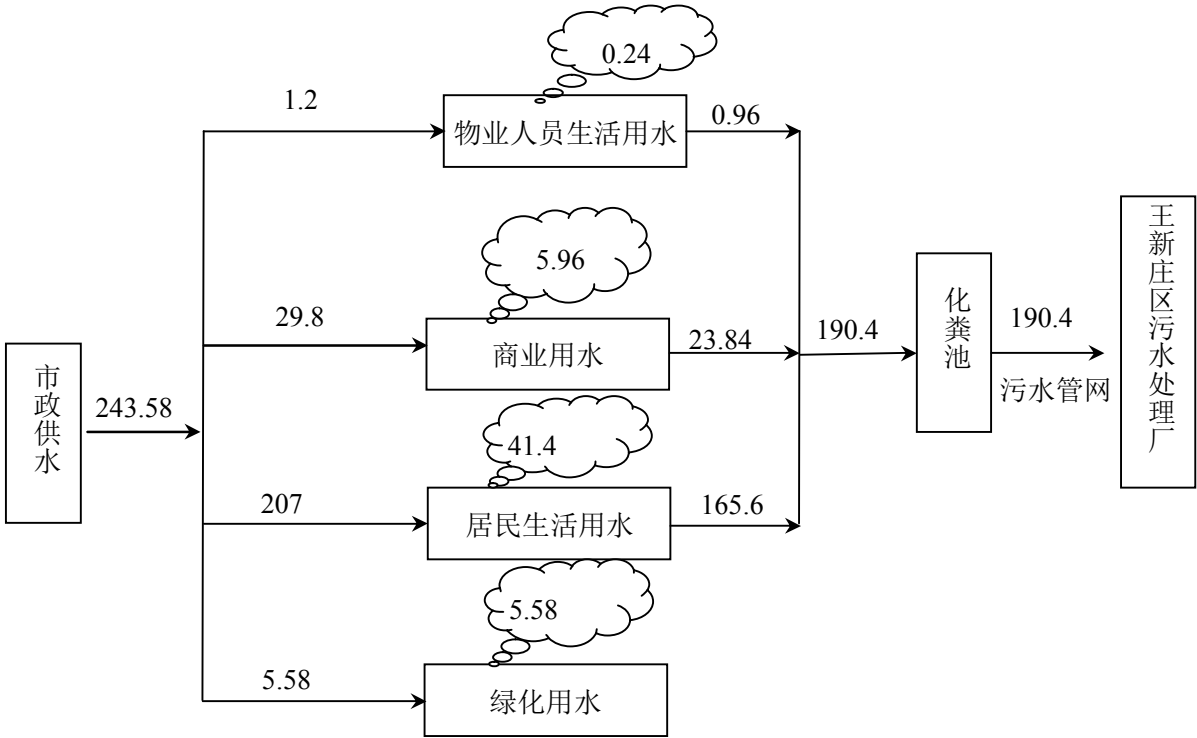 0.24
1.2
物业人员生活用水
0.96
5.96
29.8
商业用水
23.84
市政供水
243.58
41.4
207
居民生活用水
165.6
5.58
5.58
绿化用水
190.4
化粪池
190.4
污水管网
王新庄区污水处理厂